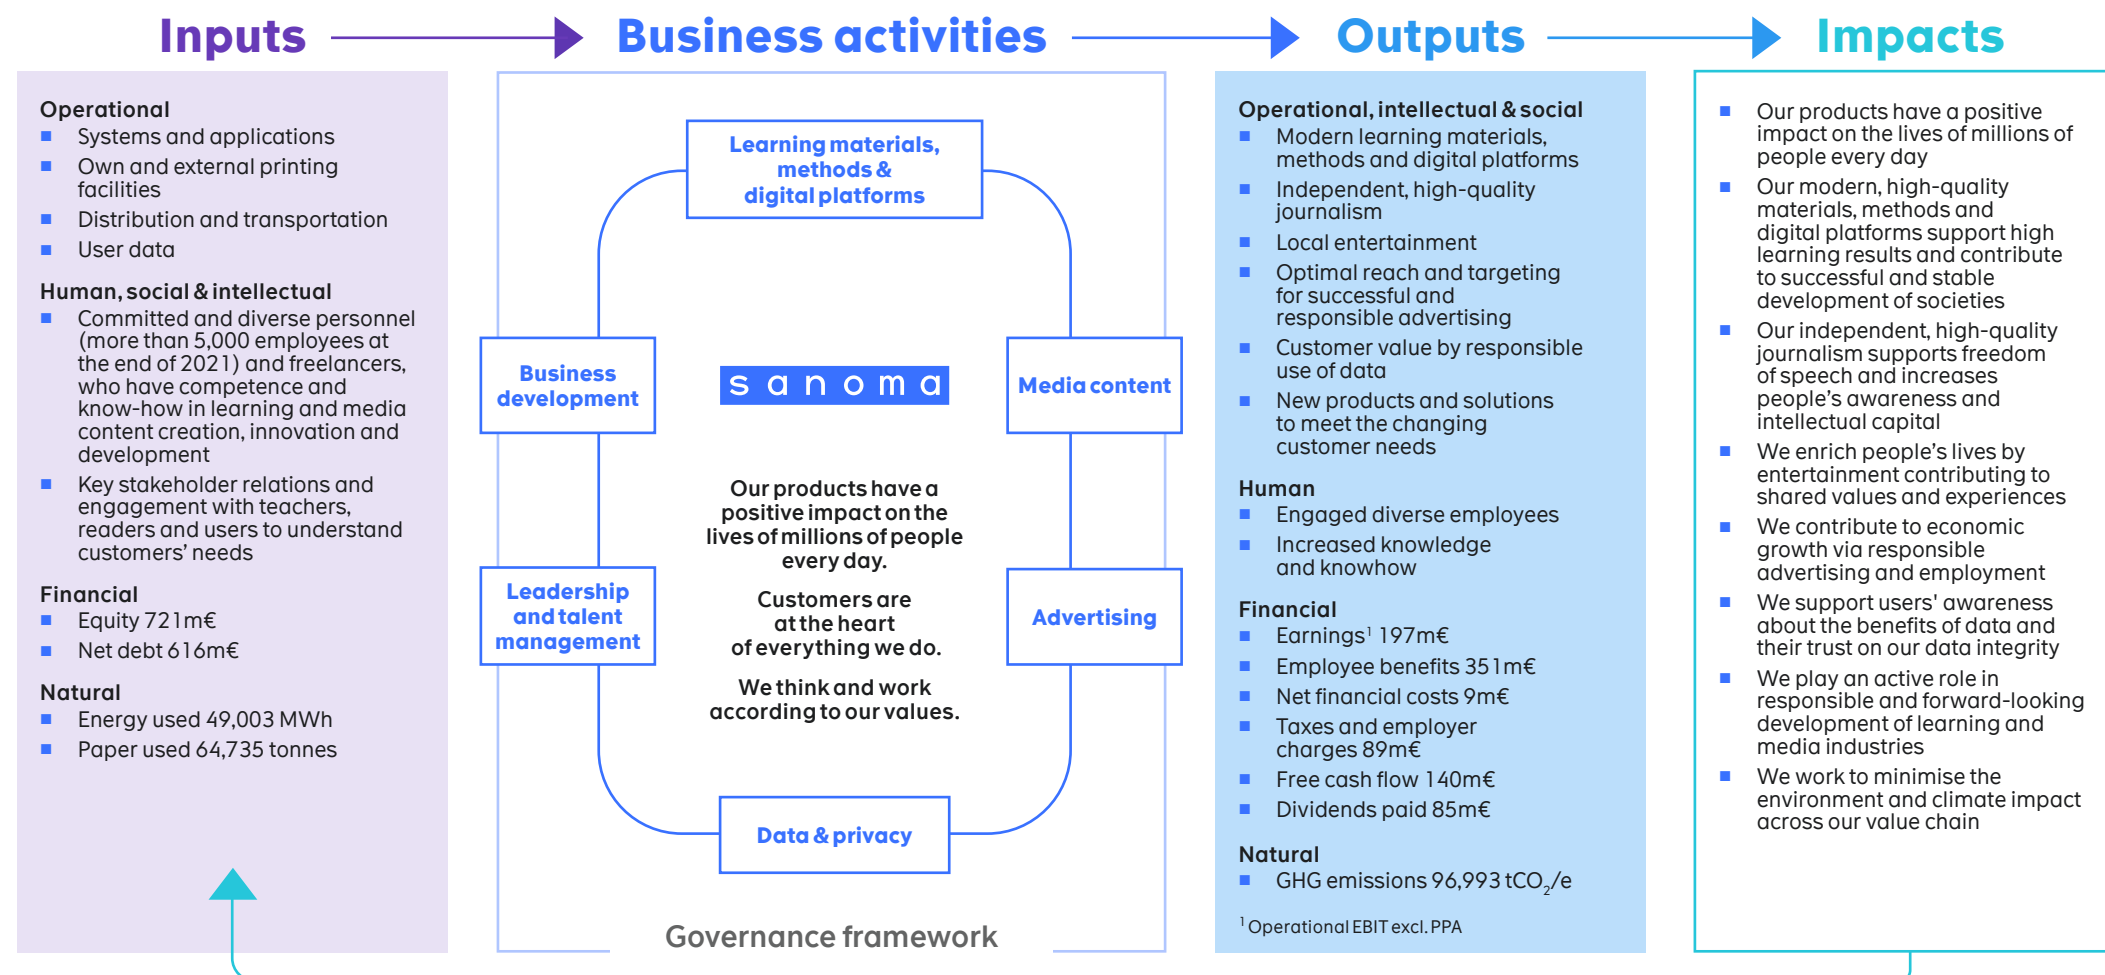 Inputs
Operational
Systems and applications
Own and external printing
facilities
Distribution and transportation
User data
Human, social & intellectual
Committed and diverse personnel
(more than 5,000 employees at
the end of 2021) and freelancers,
who have competence and
know-how in learning and media
content creation, innovation and
development
Key stakeholder relations and
engagement with teachers,
readers and users to understand
customers’ needs
Financial
Equity 721m€
Net debt 616m€
Natural
Energy used 49,003 MWh
Paper used 64,735 tonnes
Business activities
Learning materials,
methods &
digital platforms
Business
development
sanoma
Media content
Our products have a
positive impact on the
lives of millions of people
every day.
Customers are
at the heart
of everything we do.
We think and work
according to our values.
Leadership
and talent
management
Advertising
Data & privacy
Governance framework
Outputs
Operational, intellectual & social
Modern learning materials,
methods and digital platforms
Independent, high-quality
journalism
Local entertainment
Optimal reach and targeting
for successful and
responsible advertising
Customer value by responsible
use of data
New products and solutions
to meet the changing
customer needs
Human
Engaged diverse employees
Increased knowledge
and knowhow
Financial
Earnings¹ 197m€
Employee benefits 351m€
Net financial costs 9m€
Taxes and employer
charges 89m€
Free cash flow 140m€
Dividends paid 85m€
Natural
GHG emissions 96,993 tCO₂/e
¹ Operational EBIT excl. PPA
Impacts
Our products have a positive
impact on the lives of millions of
people every day
Our modern, high-quality
materials, methods and
digital platforms support high
learning results and contribute
to successful and stable
development of societies
Our independent, high-quality
journalism supports freedom
of speech and increases
people’s awareness and
intellectual capital
We enrich people’s lives by
entertainment contributing to
shared values and experiences
We contribute to economic
growth via responsible
advertising and employment
We support users' awareness
about the benefits of data and
their trust on our data integrity
We play an active role in
responsible and forward-looking
development of learning and
media industries
We work to minimise the
environment and climate impact
across our value chain